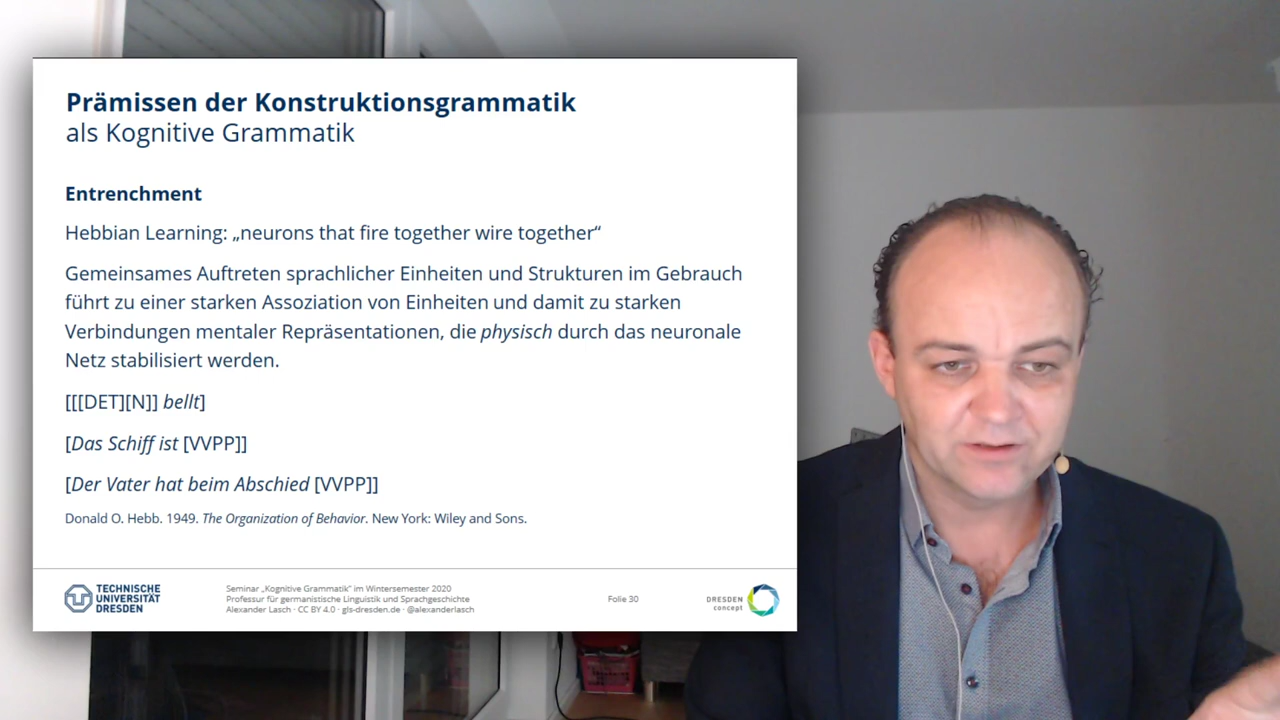 Prämissen der Konstruktionsgrammatik
als Kognitive Grammatik
Entrenchment
Hebbian Learning: „neurons that fire together wire together“
Gemeinsames Auftreten sprachlicher Einheiten und Strukturen im Gebrauch
führt zu einer starken Assoziation von Einheiten und damit zu starken
Verbindungen mentaler Repräsentationen, die physisch durch das neuronale
Netz stabilisiert werden.
[[[DET][N]] bellt]
[Das Schiff ist [VVPP]]
[Der Vater hat beim Abschied [VVPP]]
Donald O. Hebb. 1949. The Organization of Behavior. New York: Wiley and Sons.
TECHNISCHE
UNIVERSITÄT
DRESDEN
Seminar „Kognitive Grammatik“ im Wintersemester 2020
Professur für germanistische Linguistik und Sprachgeschichte
Alexander Lasch · CC BY 4.0 · gls-dresden.de · @alexanderlasch
Folie 30
DRESDEN
concept